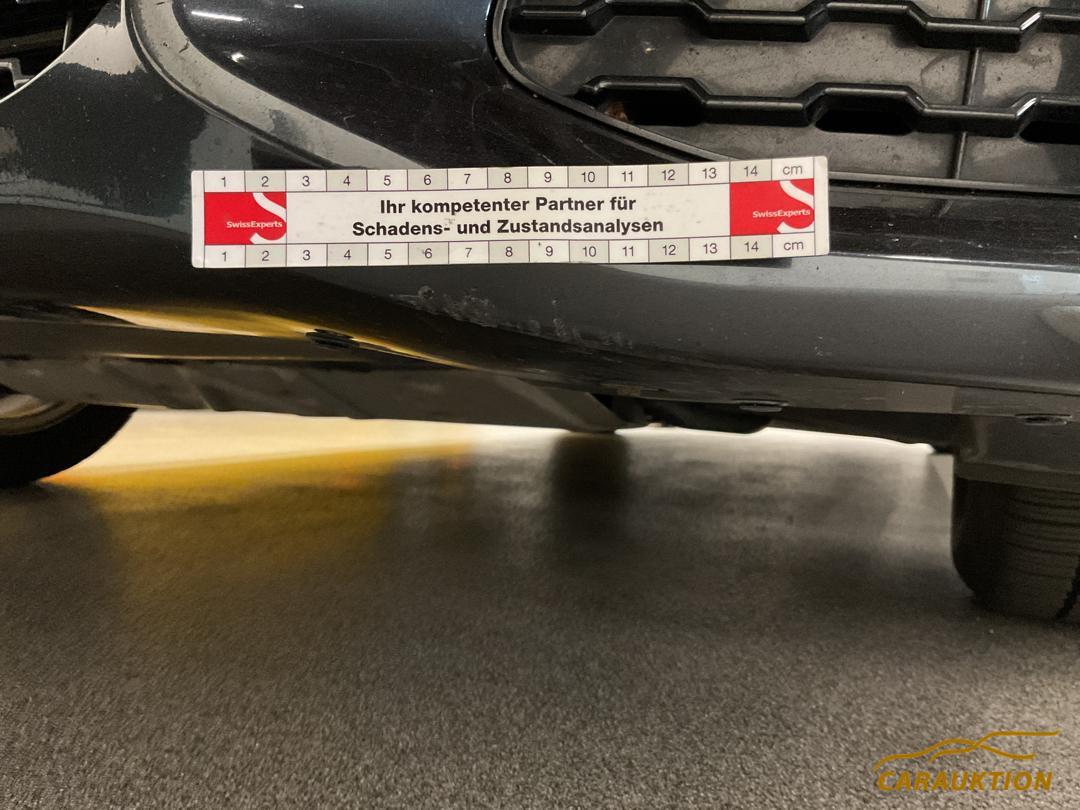 1 2 3 4 5 6 7 8 9 10 11 12 13 14 cm
SwissExperts
Ihr kompetenter Partner für
Schadens- und Zustandsanalysen
SwissExperts
1 2 3 4 5 6 7 8 9 10 11 12 13 14 cm
CARAUKTION